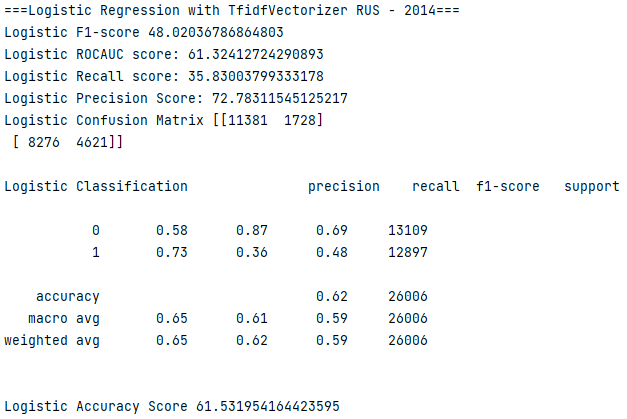 ===Logistic Regression with TfidfVectorizer RUS - 2014===
Logistic F1-score 48.02036786864803
Logistic ROCAUC score: 61.32412724290893
Logistic Recall score: 35.83003799333178
Logistic Precision Score: 72.78311545125217
Logistic Confusion Matrix [[11381  1728]
 [ 8276  4621]]
Logistic Classification               precision    recall  f1-score   support
           0       0.58      0.87      0.69     13109
           1       0.73      0.36      0.48     12897
    accuracy                           0.62     26006
   macro avg       0.65      0.61      0.59     26006
weighted avg       0.65      0.62      0.59     26006
Logistic Accuracy Score 61.531954164423595